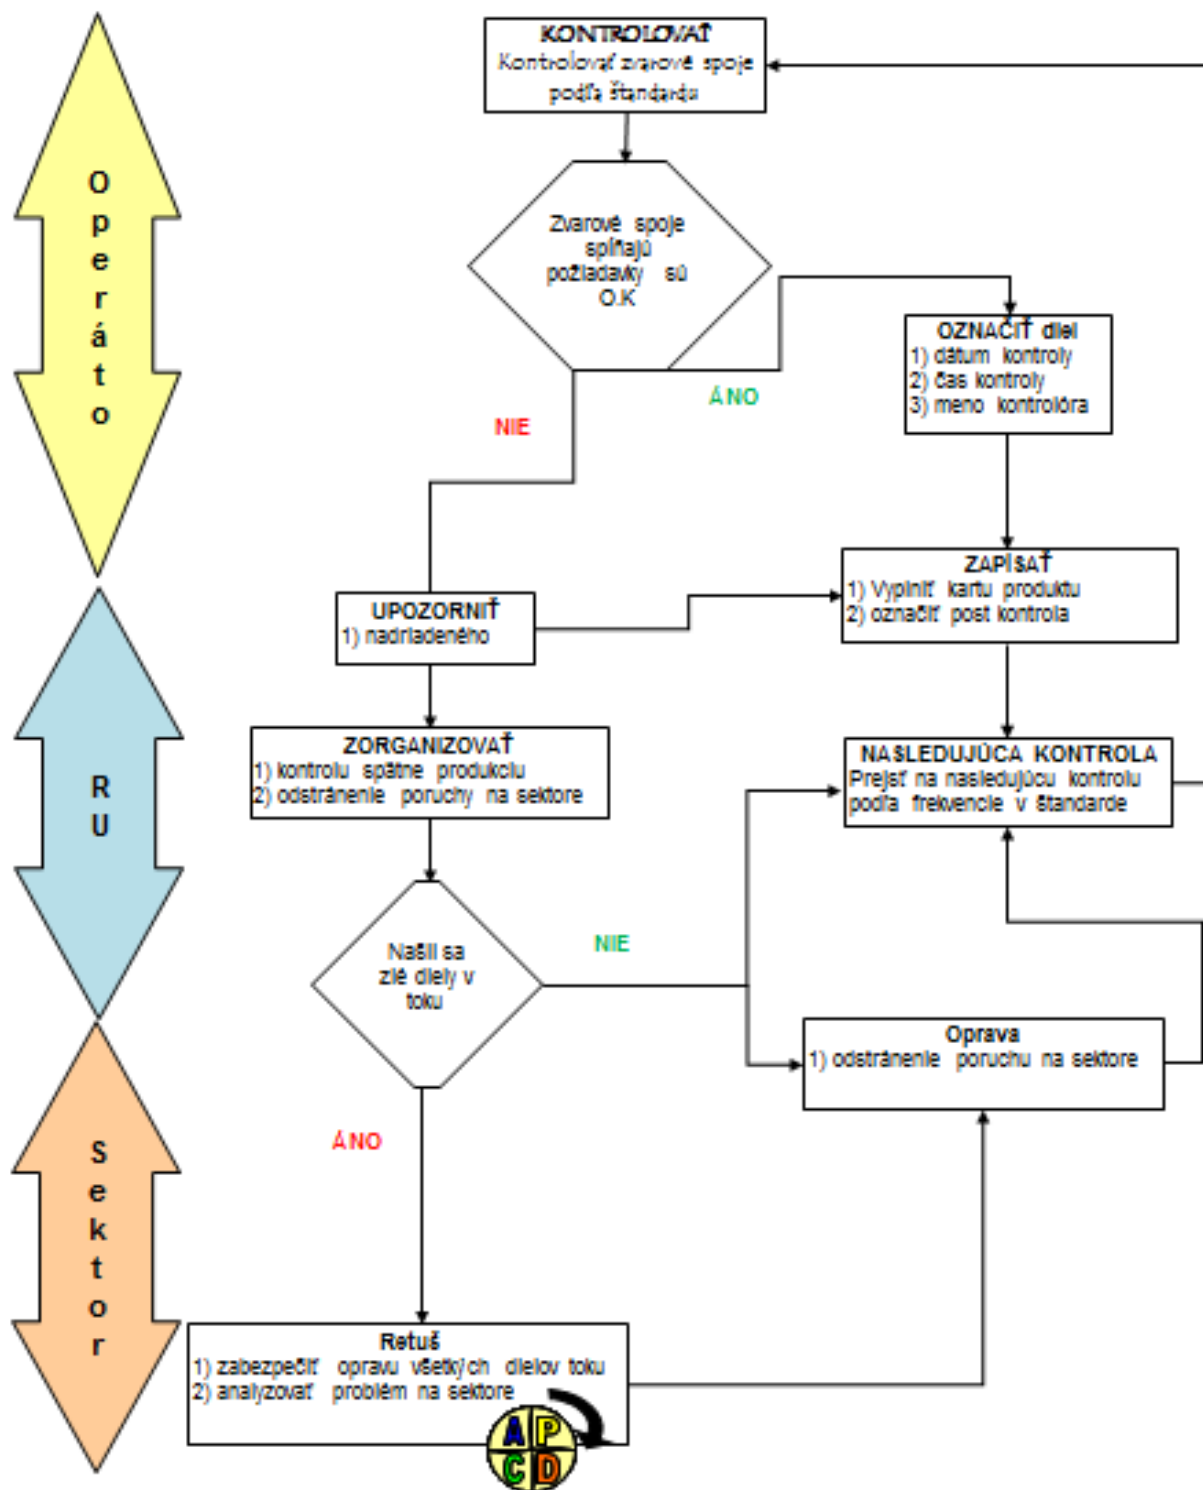 KONTROLOVAŤ
Kontrolovať zvarové spoje
podľa štandardu
O
p
e
r
á
t
o
Zvarové spoje
spĺňajú
požiadavky sú
O.K
OZNAČIŤ diel
1) dátum kontroly
2) čas kontroly
3) meno kontrolóra
ÁNO
NIE
ZAPÍSAŤ
1) Vyplniť kartu produktu
2) označiť post kontrola
UPOZORNIŤ
1) nadriadeného
R
U
ZORGANIZOVAŤ
1) kontrolu spätne produkciu
2) odstránenie poruchy na sektore
NASLEDUJÚCA KONTROLA
Prejsť na nasledujúcu kontrolu
podľa frekvencie v štandarde
Našli sa
zlé diely v
toku
NIE
Oprava
1) odstránenie poruchu na sektore
ÁNO
S
e
k
t
o
r
Retuš
1) zabezpečiť opravu všetkých dielov toku
2) analyzovať problém na sektore
A P
C D